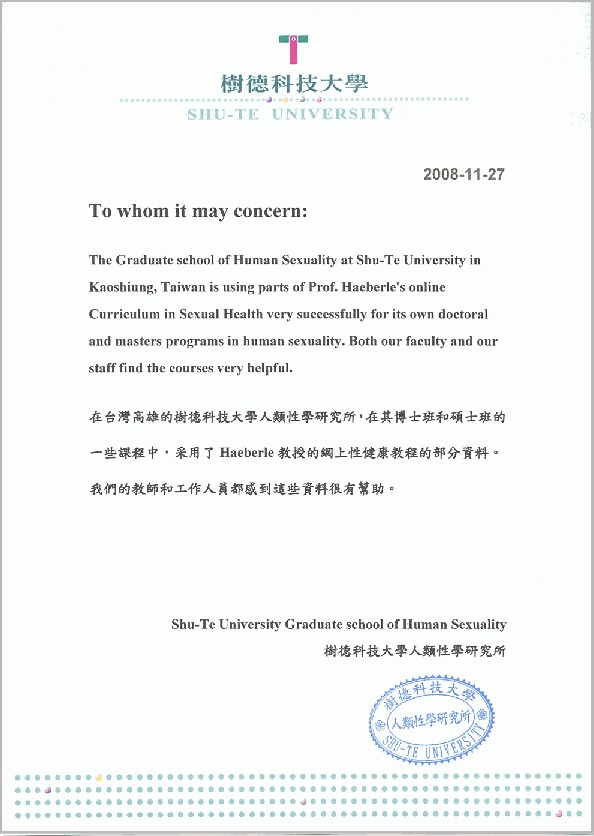 樹德科技大學
SHU-TE UNIVERSITY
2008-11-27
To whom it may concern:
The Graduate school of Human Sexuality at Shu-Te University in
Kaoshiung, Taiwan is using parts of Prof. Haeberle's online
Curriculum in Sexual Health very successfully for its own doctoral
and masters programs in human sexuality. Both our faculty and our
staff find the courses very helpful.
在台灣高雄的樹德科技大學人類性學研究所，在其博士班和碩士班的
一些課程中，采用了 Haeberle 教授的網上性健康教程的部分資料。
我們的教師和工作人員都感到這些資料很有幫助。
Shu-Te University Graduate school of Human Sexuality
樹德科技大學人類性學研究所
樹德科技大學
人類性學研究所
SHU-TE UNIVERSITY